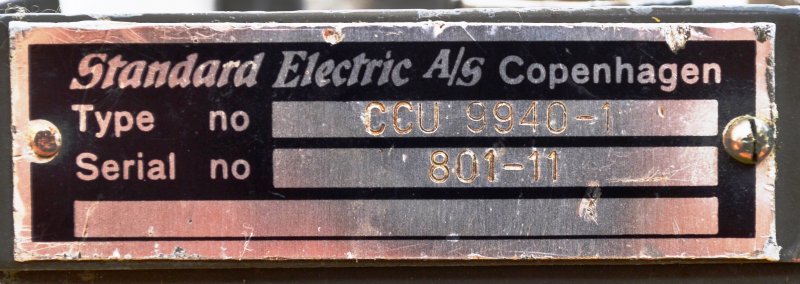 Standard Electric A/S Copenhagen
Type no CCU 9940-1
Serial no 801-11